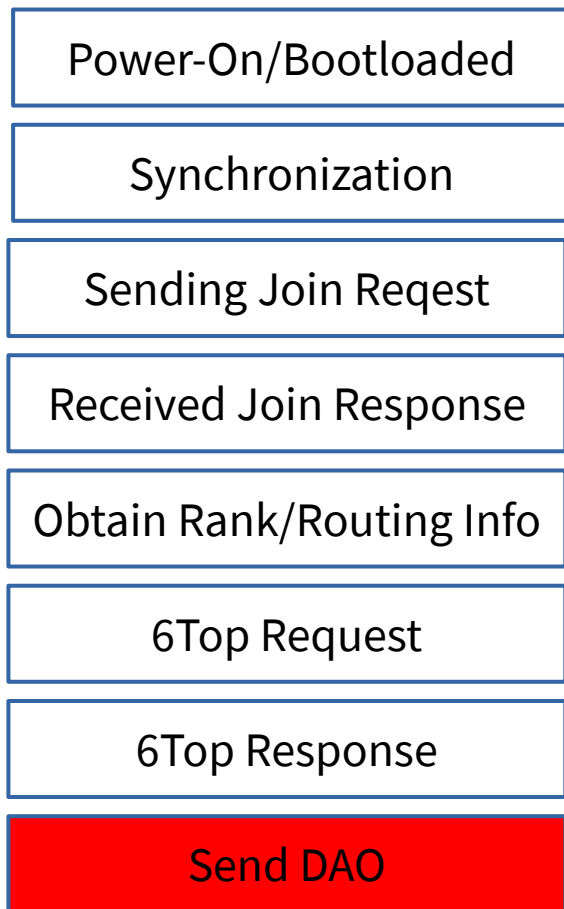 Power-On/Bootloaded
Synchronization
Sending Join Reqest
Received Join Response
Obtain Rank/Routing Info
6Top Request
6Top Response
Send DAO